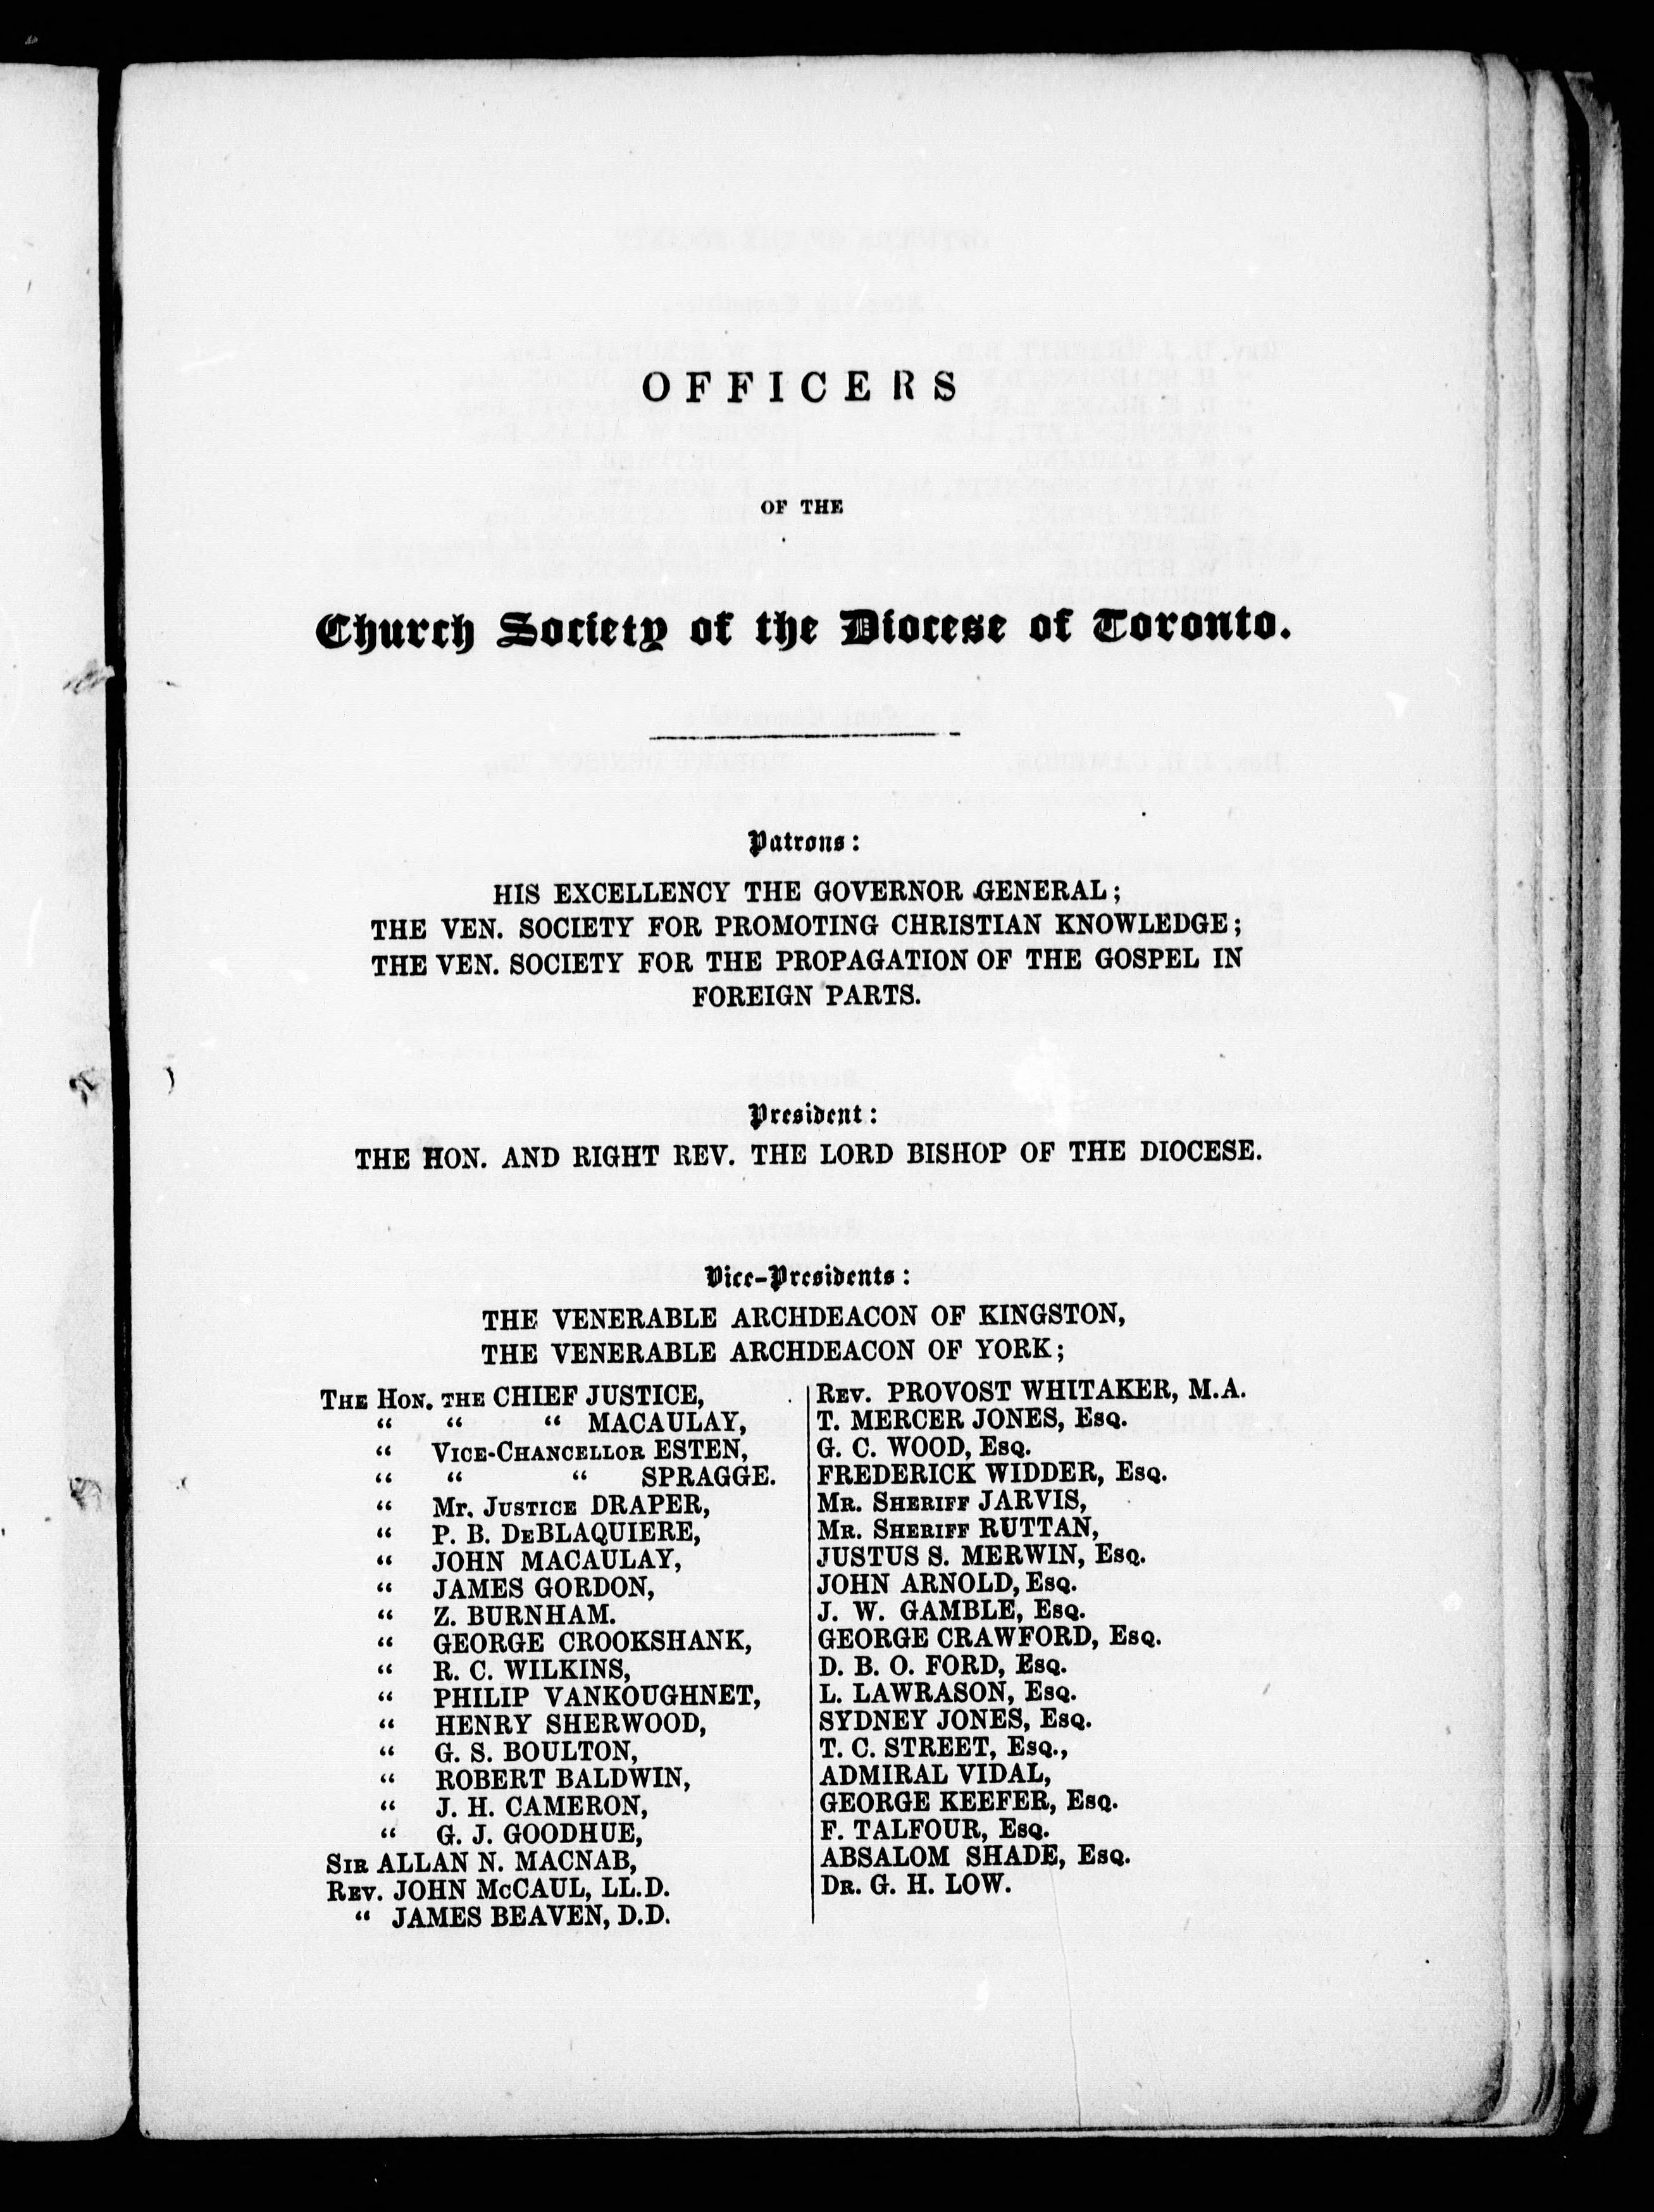 OFFICERS
OF THE
Church Society of the Diocese of Toronto.
Patrons:
HIS EXCELLENCY THE GOVERNOR GENERAL;
THE VEN. SOCIETY FOR PROMOTING CHRISTIAN KNOWLEDGE;
THE VEN. SOCIETY FOR THE PROPAGATION OF THE GOSPEL IN
FOREIGN PARTS.
President:
THE HON. AND RIGHT REV. THE LORD BISHOP OF THE DIOCESE.
Vice-Presidents:
THE VENERABLE ARCHDEACON OF KINGSTON,
THE VENERABLE ARCHDEACON OF YORK;
THE HON. THE CHIEF JUSTICE,
“ “ “ MACAULAY,
“ VICE-CHANCELLOR ESTEN,
“ “ “ SPRAGGE.
“ Mr. JUSTICE DRAPER,
“ P. B. DEBLAQUIERE,
“ JOHN MACAULAY,
“ JAMES GORDON,
“ Z. BURNHAM.
“ GEORGE CROOKSHANK,
“ R. C. WILKINS,
“ PHILIP VANKOUGHNET,
“ HENRY SHERWOOD,
“ G. S. BOULTON,
“ ROBERT BALDWIN,
“ J. H. CAMERON,
“ G. J. GOODHUE,
SIR ALLAN N. MACNAB,
REV. JOHN McCAUL, LL.D.
“ JAMES BEAVEN, D.D.
REV. PROVOST WHITAKER, M.A.
T. MERCER JONES, ESQ.
G. C. WOOD, ESQ.
FREDERICK WIDDER, ESQ.
MR. SHERIFF JARVIS,
MR. SHERIFF RUTTAN,
JUSTUS S. MERWIN, ESQ.
JOHN ARNOLD, ESQ.
J. W. GAMBLE, ESQ.
GEORGE CRAWFORD, ESQ.
D. B. O. FORD, ESQ.
L. LAWRASON, ESQ.
SYDNEY JONES, ESQ.
T. C. STREET, ESQ.,
ADMIRAL VIDAL,
GEORGE KEEFER, ESQ.
F. TALFOUR, ESQ.
ABSALOM SHADE, ESQ.
DR. G. H. LOW.